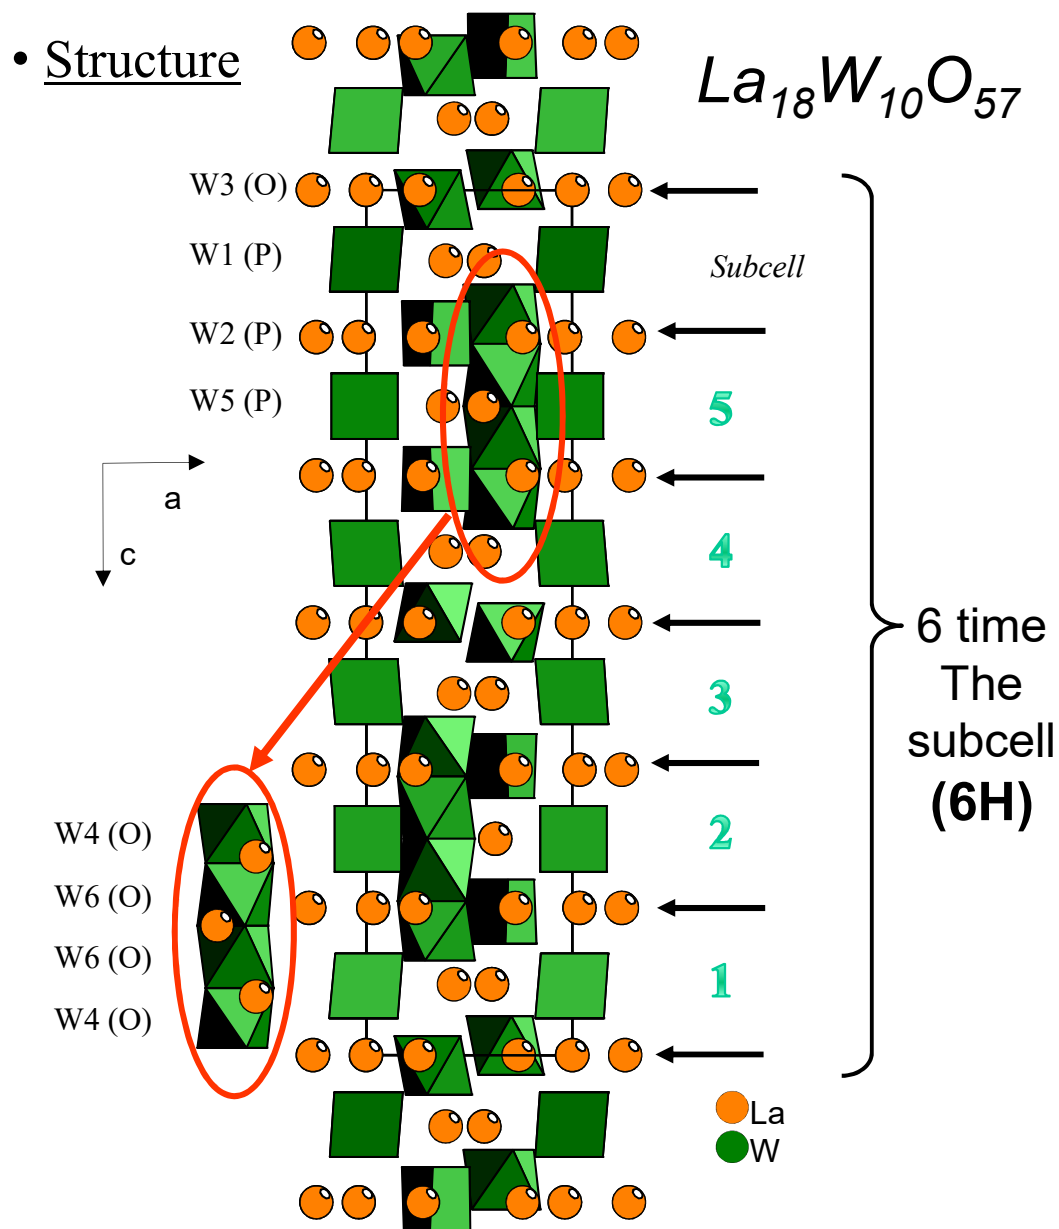 • Structure
La18W10O57
W3 (O)
W1 (P)
Subcell
W2 (P)
W5 (P)
5
a
4
c
6 time
The
subcell
(6H)
3
2
W4 (O)
W6 (O)
W6 (O)
1
W4 (O)
La
W